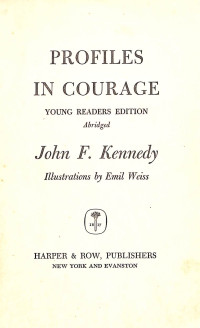 PROFILES
IN COURAGE
YOUNG READERS EDITION
Abridged
John F. Kennedy
Illustrations by Emil Weiss
HARPER & ROW, PUBLISHERS
NEW YORK AND EVANSTON